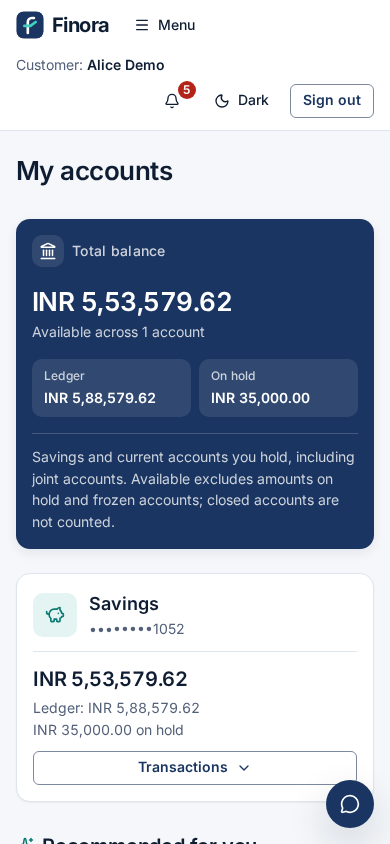 Finora
Menu
Customer: Alice Demo
5
Dark
Sign out
My accounts
Total balance
INR 5,53,579.62
Available across 1 account
Ledger
INR 5,88,579.62
On hold
INR 35,000.00
Savings and current accounts you hold, including
joint accounts. Available excludes amounts on
hold and frozen accounts; closed accounts are
not counted.
Savings
••••••••1052
INR 5,53,579.62
Ledger: INR 5,88,579.62
INR 35,000.00 on hold
Transactions
Recommended for you